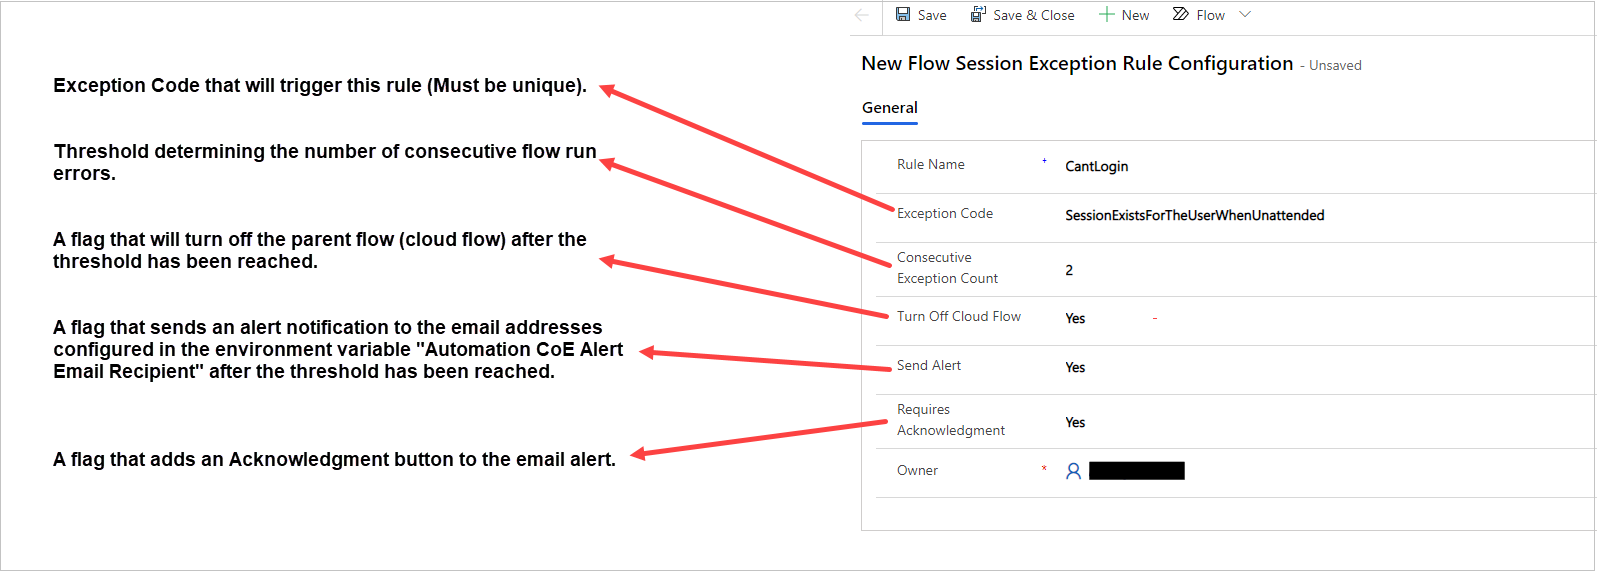 Save
Save & Close
New
Flow
New Flow Session Exception Rule Configuration - Unsaved
General
Exception Code that will trigger this rule (Must be unique).
Threshold determining the number of consecutive flow run
errors.
A flag that will turn off the parent flow (cloud flow) after the
threshold has been reached.
A flag that sends an alert notification to the email addresses
configured in the environment variable "Automation CoE Alert
Email Recipient" after the threshold has been reached.
A flag that adds an Acknowledgment button to the email alert.
Rule Name + CantLogin
Exception Code SessionExistsForTheUserWhenUnattended
Consecutive
Exception Count 2
Turn Off Cloud Flow Yes -
Send Alert Yes
Requires
Acknowledgment Yes
Owner *